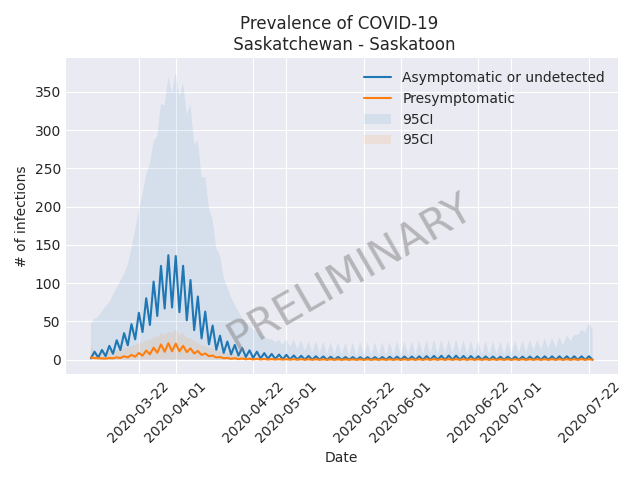 Prevalence of COVID-19
Saskatchewan - Saskatoon
Asymptomatic or undetected
Presymptomatic
95CI
95CI
# of infections
350
300
250
200
150
100
50
0
PRELIMINARY
2020-03-22
2020-04-01
2020-04-22
2020-05-01
2020-05-22
2020-06-01
2020-06-22
2020-07-01
2020-07-22
Date